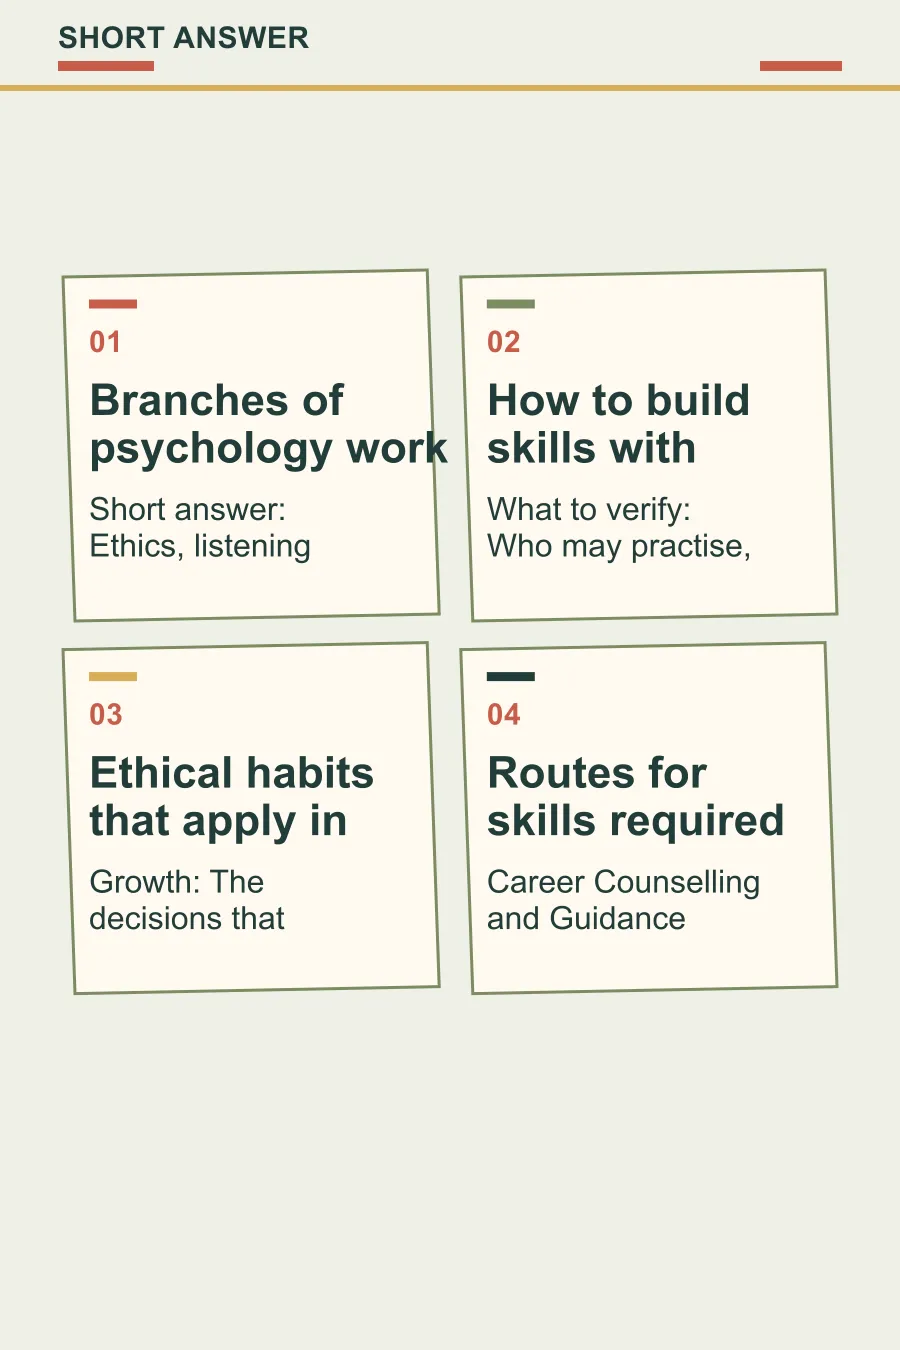 SHORT ANSWER
01
Branches of
psychology work
Short answer:
Ethics, listening
02
How to build
skills with
What to verify:
Who may practise,
03
Ethical habits
that apply in
Growth: The
decisions that
04
Routes for
skills required
Career Counselling
and Guidance